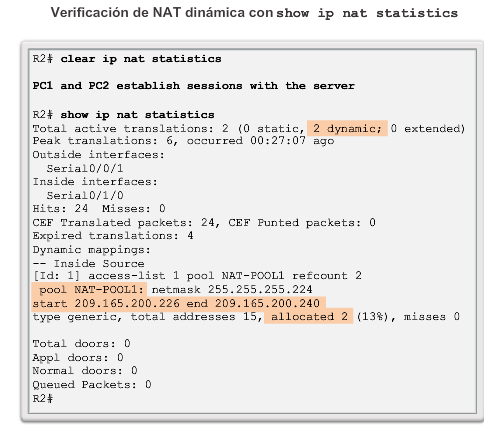 Verificación de NAT dinámica con show ip nat statistics
R2# clear ip nat statistics
PC1 and PC2 establish sessions with the server
R2# show ip nat statistics
Total active translations: 2 (0 static, 2 dynamic; 0 extended)
Peak translations: 6, occurred 00:27:07 ago
Outside interfaces:
Serial0/0/1
Inside interfaces:
Serial0/1/0
Hits: 24 Misses: 0
CEF Translated packets: 24, CEF Punted packets: 0
Expired translations: 4
Dynamic mappings:
-- Inside Source
[Id: 1] access-list 1 pool NAT-POOL1 refcount 2
pool NAT-POOL1: netmask 255.255.255.224
start 209.165.200.226 end 209.165.200.240
type generic, total addresses 15, allocated 2 (13%), misses 0
Total doors: 0
Appl doors: 0
Normal doors: 0
Queued Packets: 0
R2#